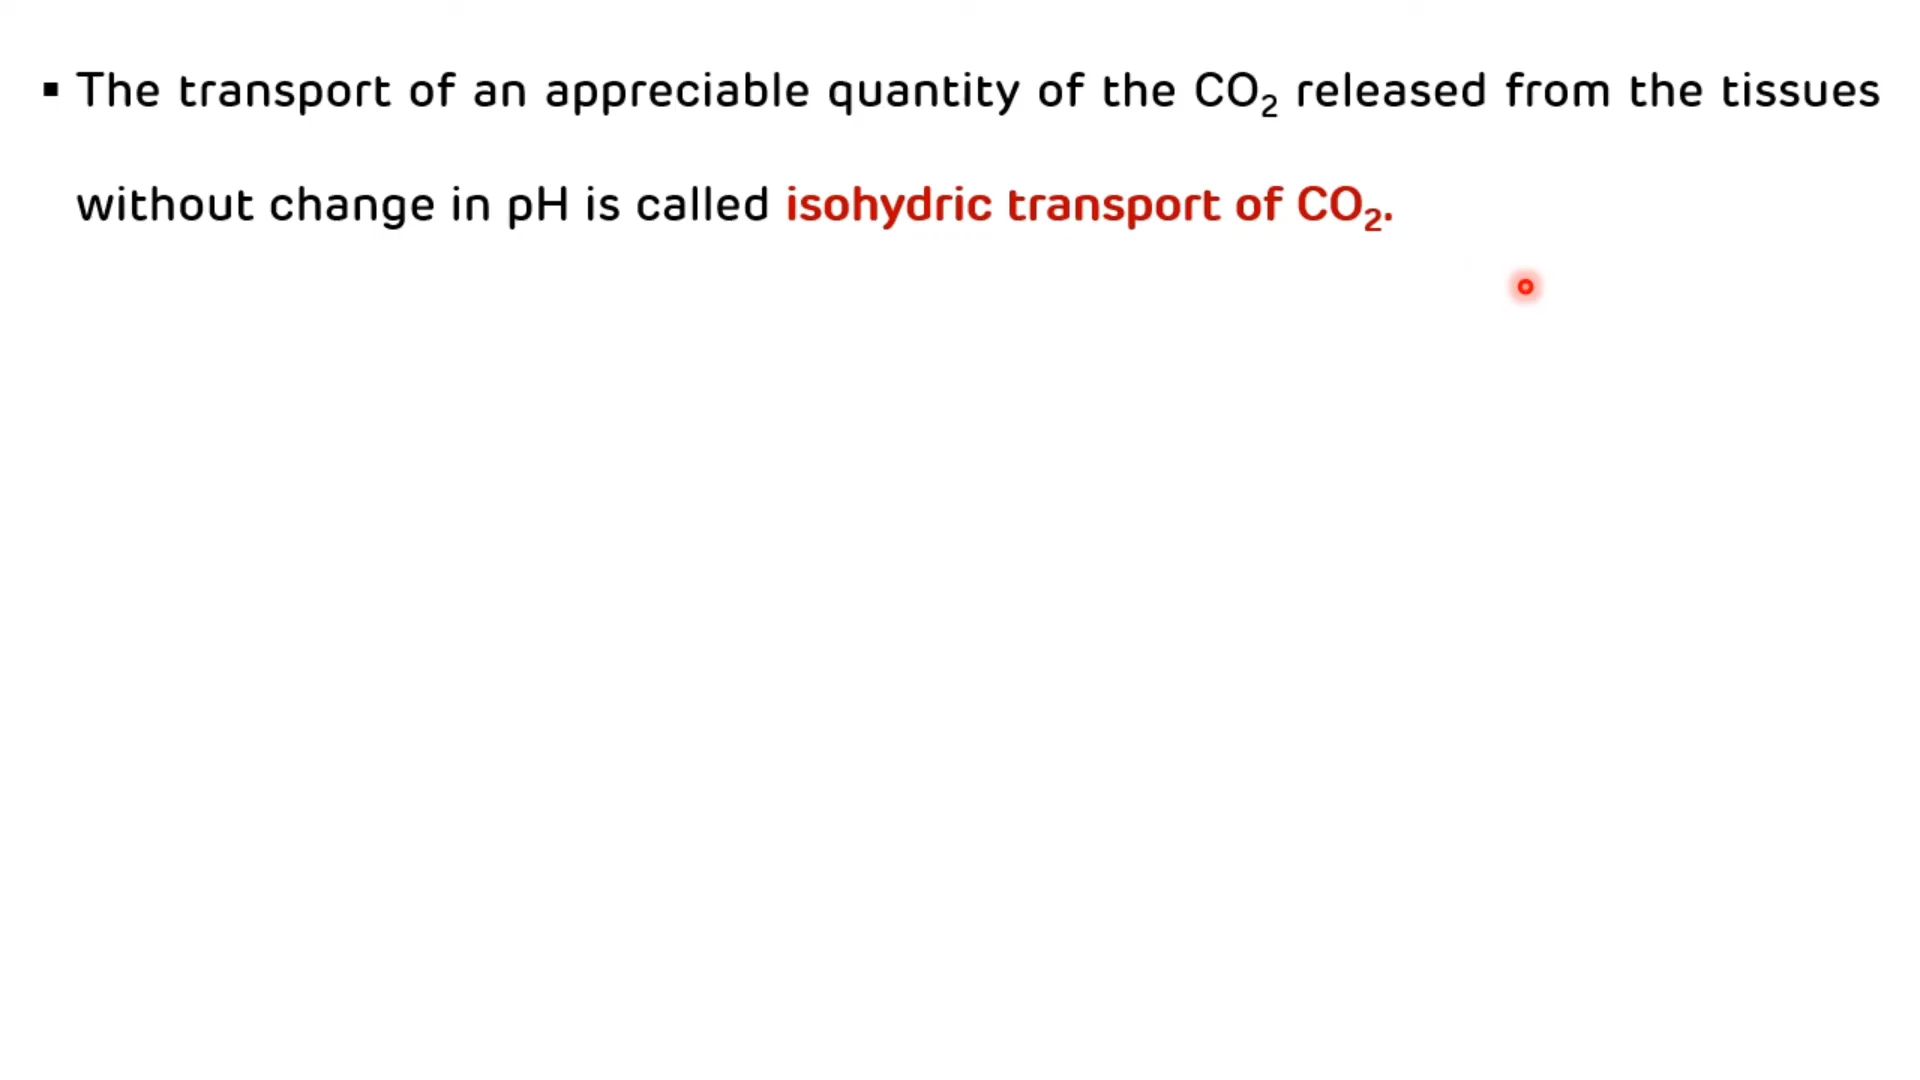 ▪ The transport of an appreciable quantity of the CO₂ released from the tissues
without change in pH is called isohydric transport of CO₂.